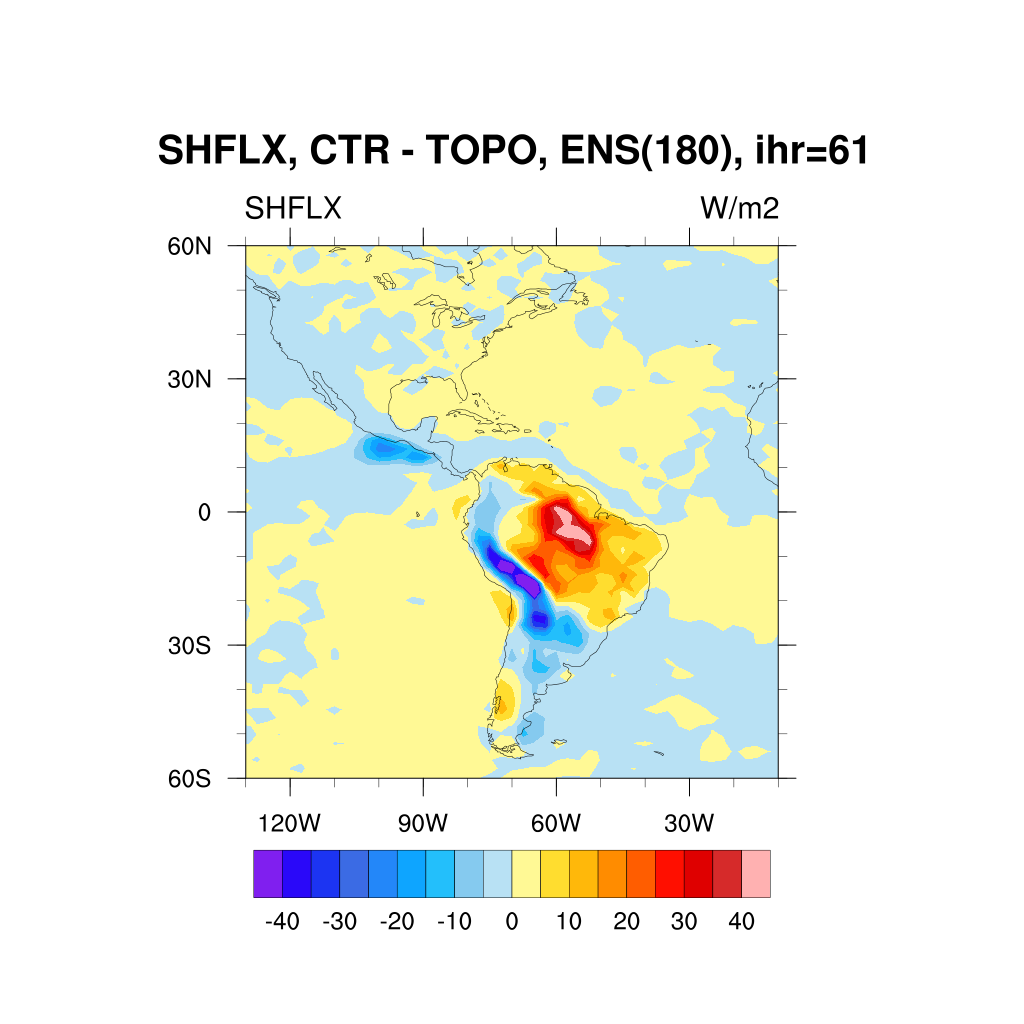 SHFLX, CTR - TOPO, ENS(180), ihr=61
SHFLX W/m2
60N
30N
0
30S
60S
120W 90W 60W 30W
-40 -30 -20 -10 0 10 20 30 40